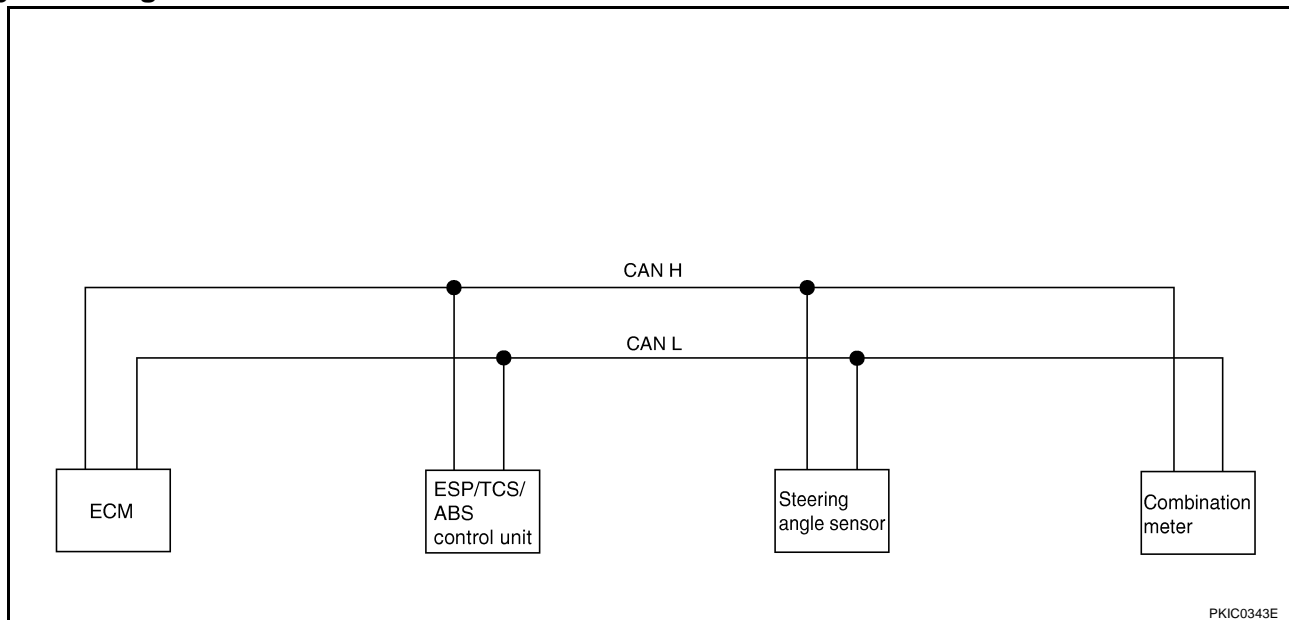 CAN H
CAN L
ECM
ESP/TCS/
ABS
control unit
Steering
angle sensor
Combination
meter
PKIC0343E